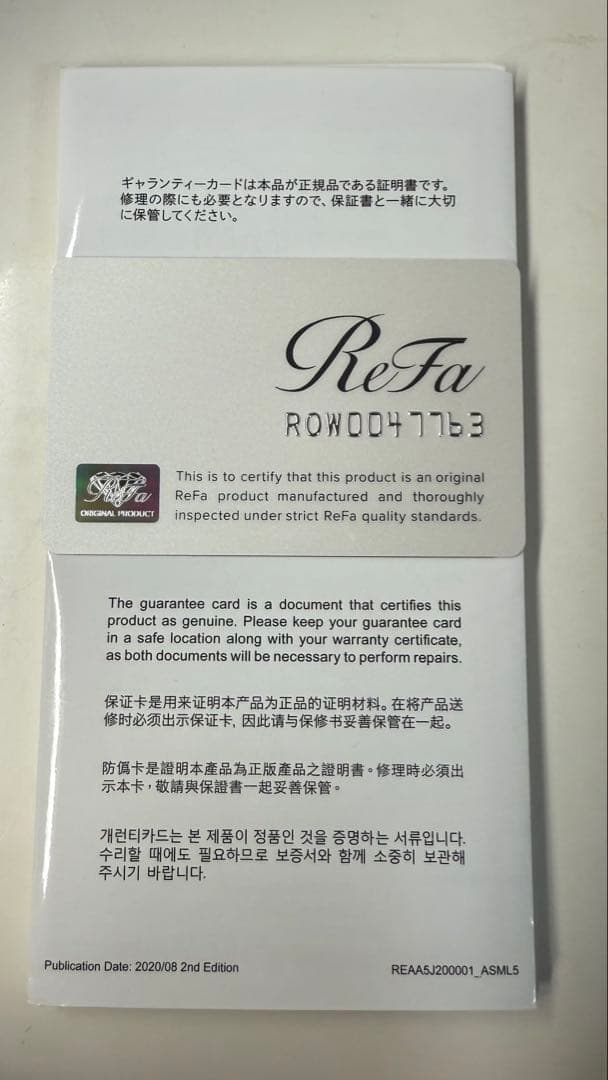 ギャランティーカードは本品が正規品である証明書です。
修理の際にも必要となりますので、保証書と一緒に大切
に保管してください。
ReFa
ROW0047763
ReFa
ORIGINAL PRODUCT
This is to certify that this product is an original
ReFa product manufactured and thoroughly
inspected under strict ReFa quality standards.
The guarantee card is a document that certifies this
product as genuine. Please keep your guarantee card
in a safe location along with your warranty certificate,
as both documents will be necessary to perform repairs.
保证卡是用来证明本产品为正品的证明材料。在将产品送
修时必须出示保证卡, 因此请与保修书妥善保管在一起。
防僞卡是證明本產品為正版產品之證明書。修理時必須出
示本卡，敬請與保證書一起妥善保管。
개런티카드는 본 제품이 정품인 것을 증명하는 서류입니다.
수리할 때에도 필요하므로 보증서와 함께 소중히 보관해
주시기 바랍니다.
Publication Date: 2020/08 2nd Edition
REAA5J200001_ASML5